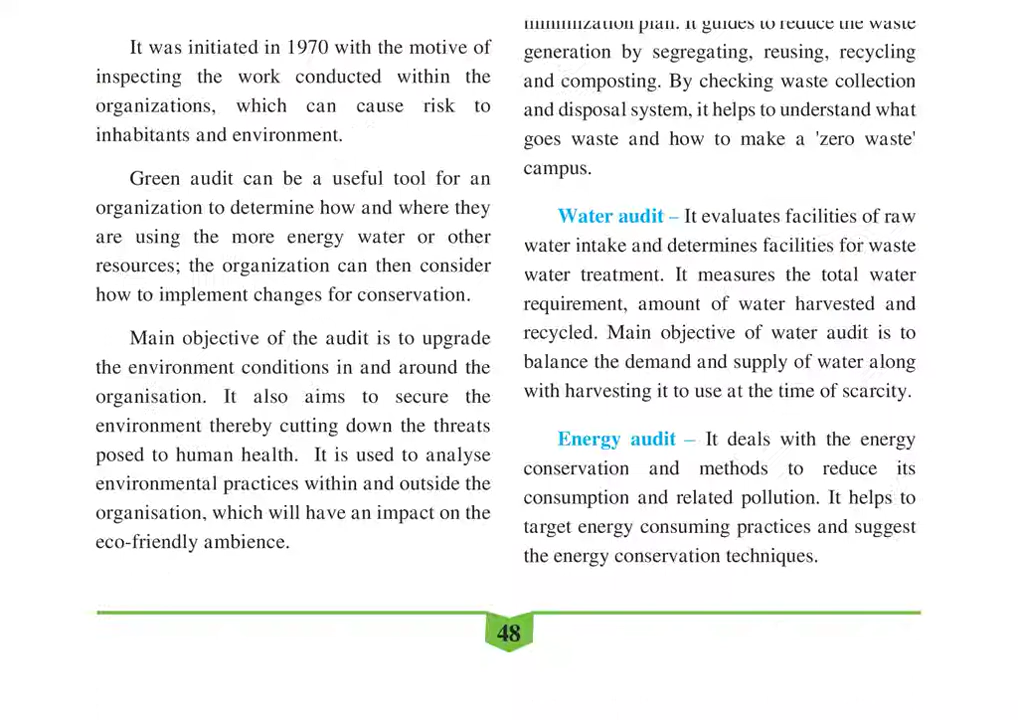 It was initiated in 1970 with the motive of
inspecting the work conducted within the
organizations, which can cause risk to
inhabitants and environment.
Green audit can be a useful tool for an
organization to determine how and where they
are using the more energy water or other
resources; the organization can then consider
how to implement changes for conservation.
Main objective of the audit is to upgrade
the environment conditions in and around the
organisation. It also aims to secure the
environment thereby cutting down the threats
posed to human health. It is used to analyse
environmental practices within and outside the
organisation, which will have an impact on the
eco-friendly ambience.
minimization plan. It guides to reduce the waste
generation by segregating, reusing, recycling
and composting. By checking waste collection
and disposal system, it helps to understand what
goes waste and how to make a 'zero waste'
campus.
Water audit – It evaluates facilities of raw
water intake and determines facilities for waste
water treatment. It measures the total water
requirement, amount of water harvested and
recycled. Main objective of water audit is to
balance the demand and supply of water along
with harvesting it to use at the time of scarcity.
Energy audit – It deals with the energy
conservation and methods to reduce its
consumption and related pollution. It helps to
target energy consuming practices and suggest
the energy conservation techniques.
48